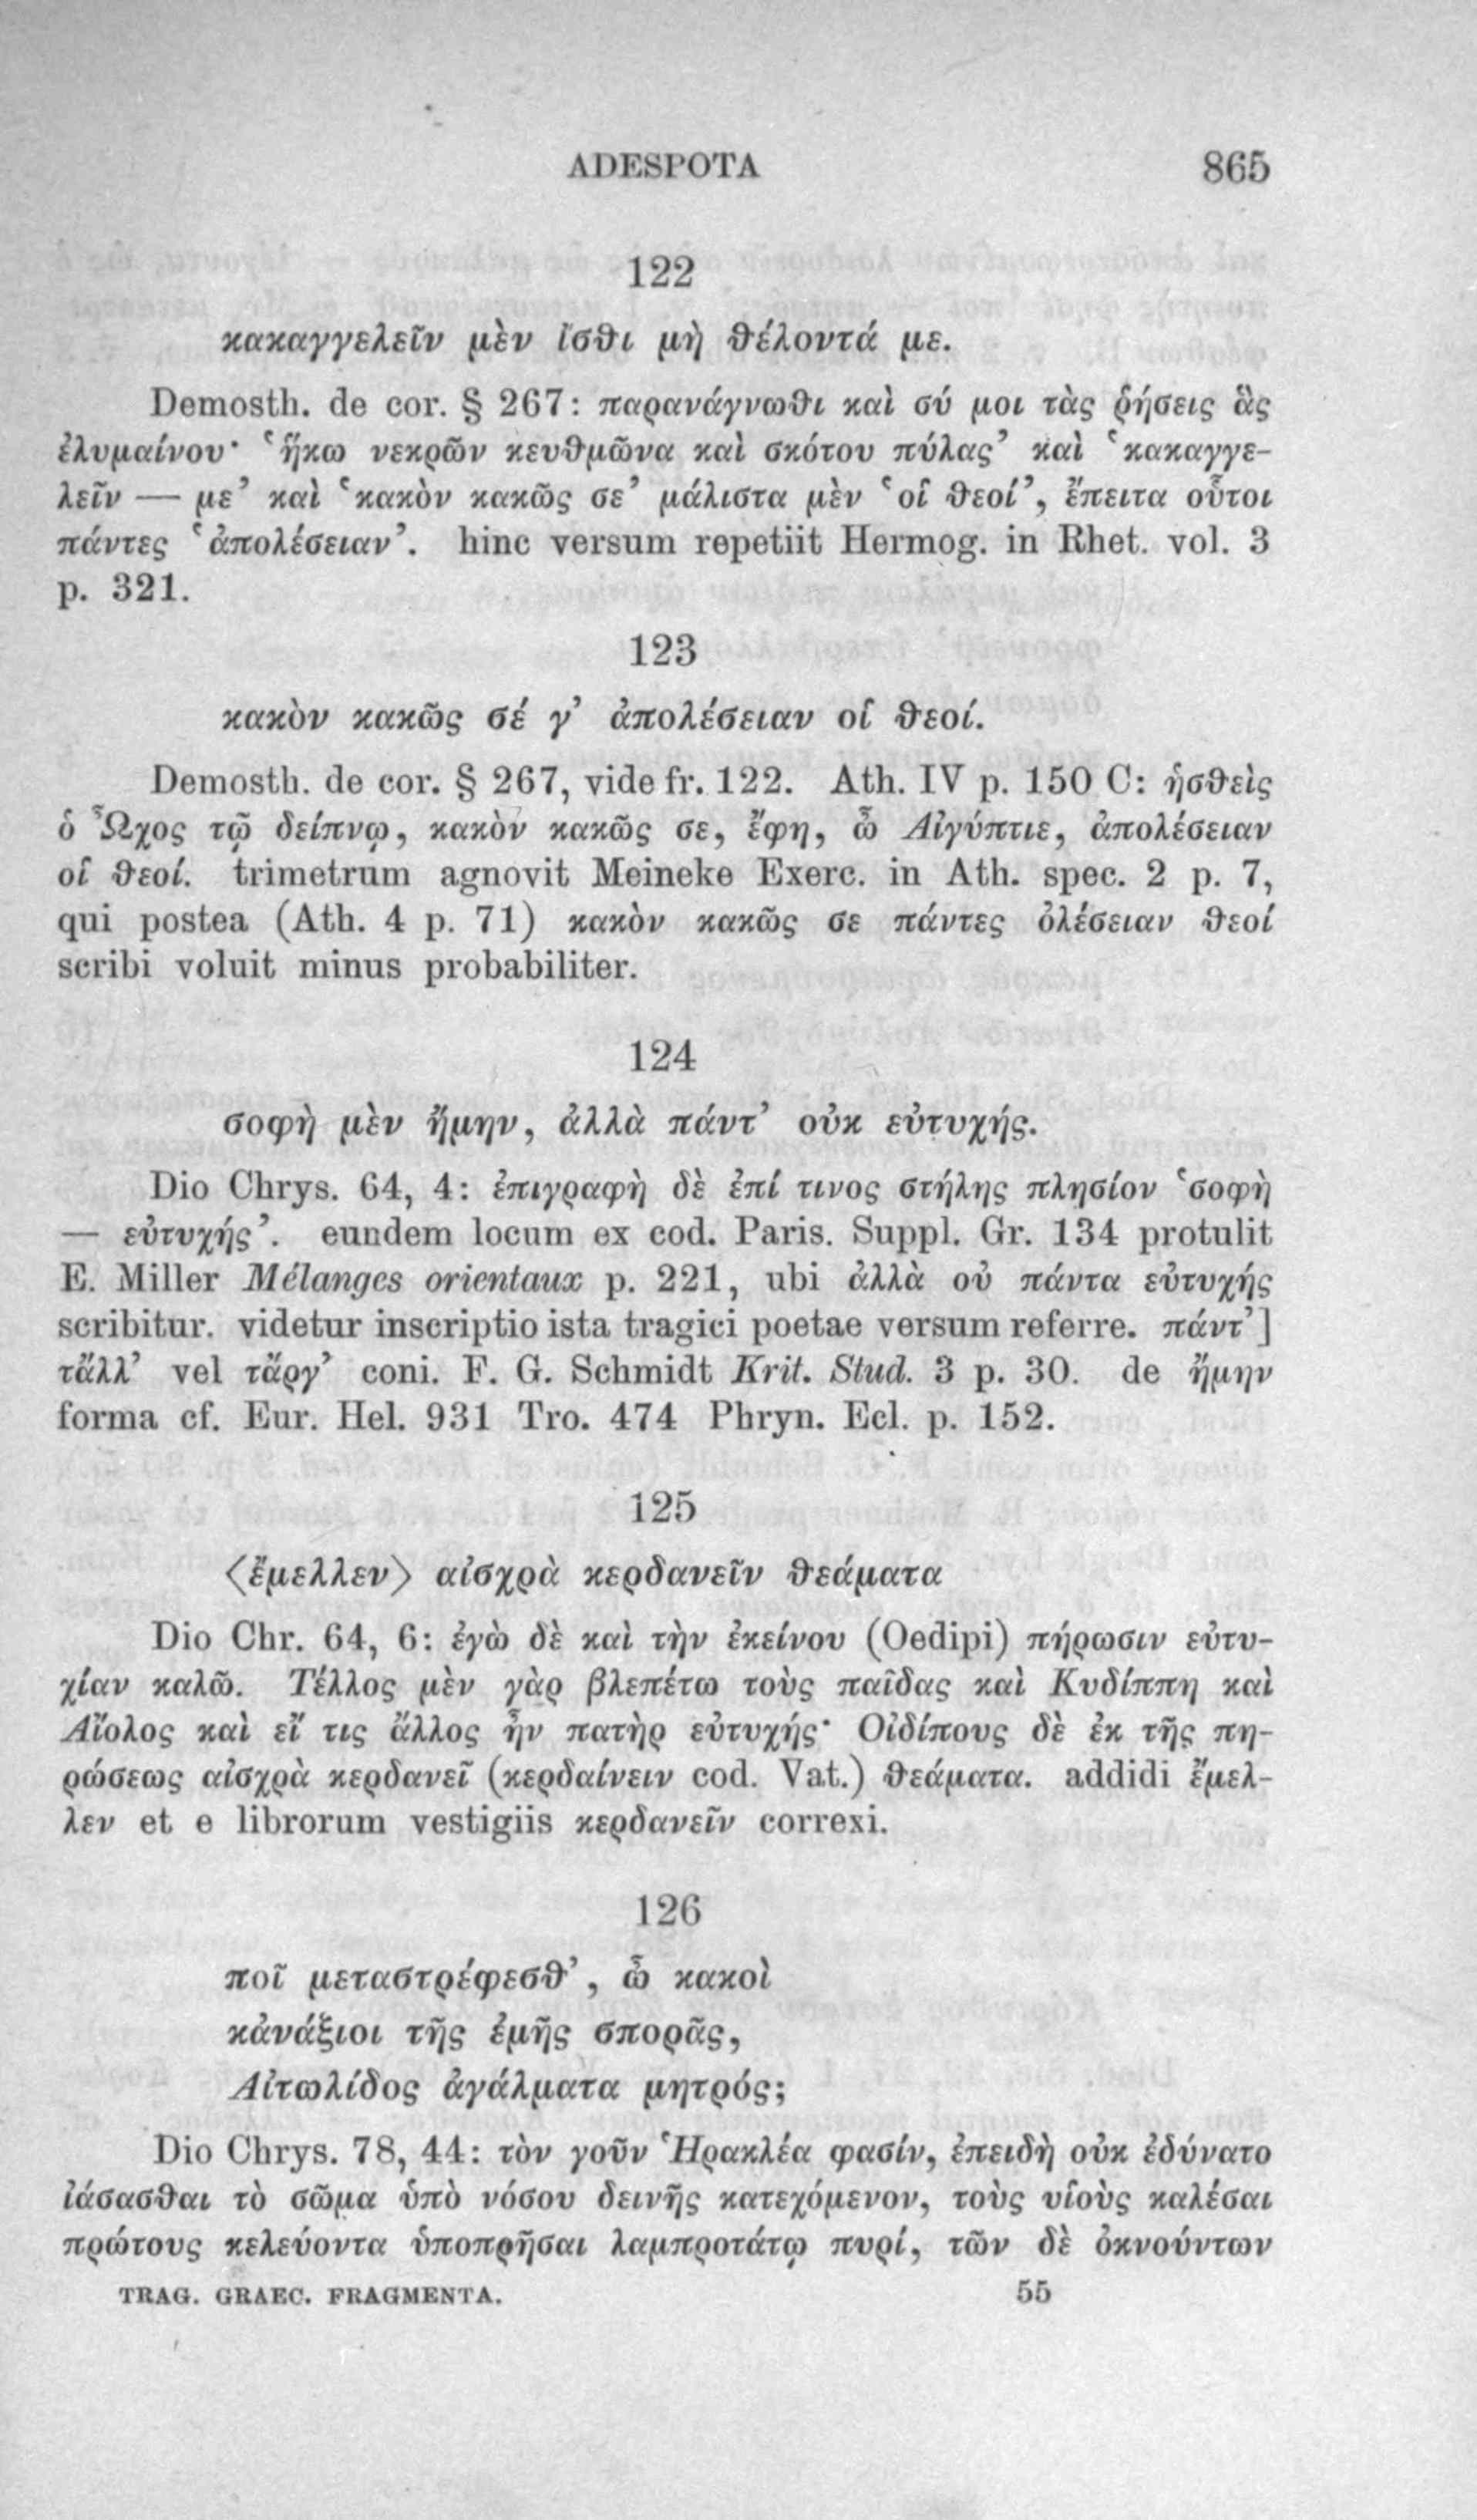 ADESPOTA 865
122
κακαγγελεῖν μὲν ἴσθι μὴ θέλοντά με.
Demosth. de cor. § 267: παρανάγνωθι καὶ σύ μοι τὰς ῥήσεις ἃς
ἐλυμαίνου· ‘ἥκω νεκρῶν κευθμῶνα καὶ σκότου πύλας’ καὶ ‘κακαγγε-
λεῖν — με’ καὶ ‘κακὸν κακῶς σε’ μάλιστα μὲν ‘οἱ θεοί’, ἔπειτα οὗτοι
πάντες ‘ἀπολέσειαν’. hinc versum repetiit Hermog. in Rhet. vol. 3
p. 321.
123
κακὸν κακῶς σέ γ’ ἀπολέσειαν οἱ θεοί.
Demosth. de cor. § 267, vide fr. 122. Ath. IV p. 150 C: ἡσθεὶς
ὁ Ὦχος τῷ δείπνῳ, κακὸν κακῶς σε, ἔφη, ὦ Αἰγύπτιε, ἀπολέσειαν
οἱ θεοί. trimetrum agnovit Meineke Exerc. in Ath. spec. 2 p. 7,
qui postea (Ath. 4 p. 71) κακὸν κακῶς σε πάντες ὀλέσειαν θεοί
scribi voluit minus probabiliter.
124
σοφὴ μὲν ἤμην, ἀλλὰ πάντ’ οὐκ εὐτυχής.
Dio Chrys. 64, 4: ἐπιγραφὴ δὲ ἐπί τινος στήλης πλησίον ‘σοφὴ
— εὐτυχής’. eundem locum ex cod. Paris. Suppl. Gr. 134 protulit
E. Miller Mélanges orientaux p. 221, ubi ἀλλὰ οὐ πάντα εὐτυχής
scribitur. videtur inscriptio ista tragici poetae versum referre. πάντ’]
τἄλλ’ vel τἄργ’ coni. F. G. Schmidt Krit. Stud. 3 p. 30. de ἤμην
forma cf. Eur. Hel. 931 Tro. 474 Phryn. Ecl. p. 152.
125
⟨ἔμελλεν⟩ αἰσχρὰ κερδανεῖν θεάματα
Dio Chr. 64, 6: ἐγὼ δὲ καὶ τὴν ἐκείνου (Oedipi) πήρωσιν εὐτυ-
χίαν καλῶ. Τέλλος μὲν γὰρ βλεπέτω τοὺς παῖδας καὶ Κυδίππη καὶ
Αἴολος καὶ εἴ τις ἄλλος ἦν πατὴρ εὐτυχής· Οἰδίπους δὲ ἐκ τῆς πη-
ρώσεως αἰσχρὰ κερδανεῖ (κερδαίνειν cod. Vat.) θεάματα. addidi ἔμελ-
λεν et e librorum vestigiis κερδανεῖν correxi.
126
ποῖ μεταστρέφεσθ’, ὦ κακοὶ
κἀνάξιοι τῆς ἐμῆς σπορᾶς,
Αἰτωλίδος ἀγάλματα μητρός;
Dio Chrys. 78, 44: τὸν γοῦν Ἡρακλέα φασίν, ἐπειδὴ οὐκ ἐδύνατο
ἰάσασθαι τὸ σῶμα ὑπὸ νόσου δεινῆς κατεχόμενον, τοὺς υἱοὺς καλέσαι
πρώτους κελεύοντα ὑποπρῆσαι λαμπροτάτῳ πυρί, τῶν δὲ ὀκνούντων
TRAG. GRAEC. FRAGMENTA. 55